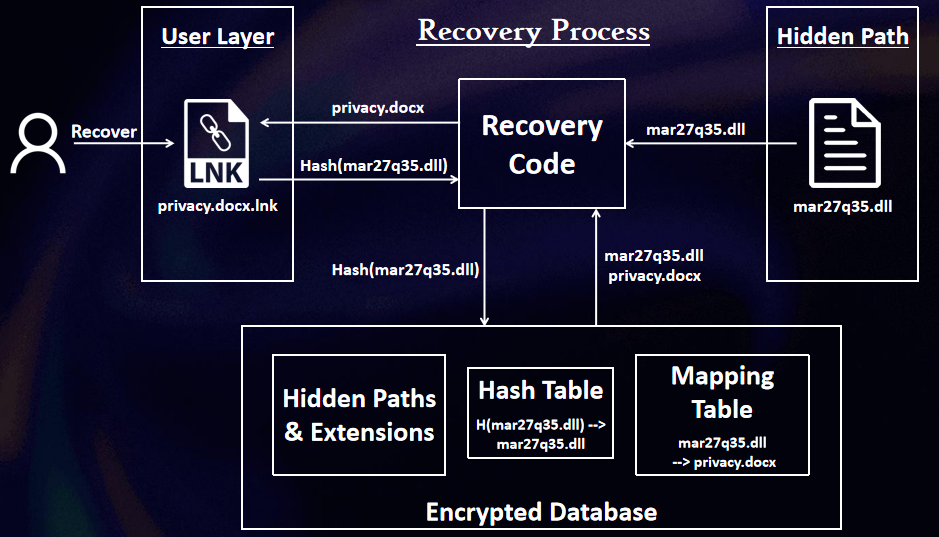 Recovery Process
User Layer
Hidden Path
Recover
LNK
privacy.docx.lnk
privacy.docx
Hash(mar27q35.dll)
Recovery
Code
mar27q35.dll
mar27q35.dll
Hash(mar27q35.dll)
mar27q35.dll
privacy.docx
Hidden Paths
& Extensions
Hash Table
H(mar27q35.dll) -->
mar27q35.dll
Mapping
Table
mar27q35.dll
--> privacy.docx
Encrypted Database